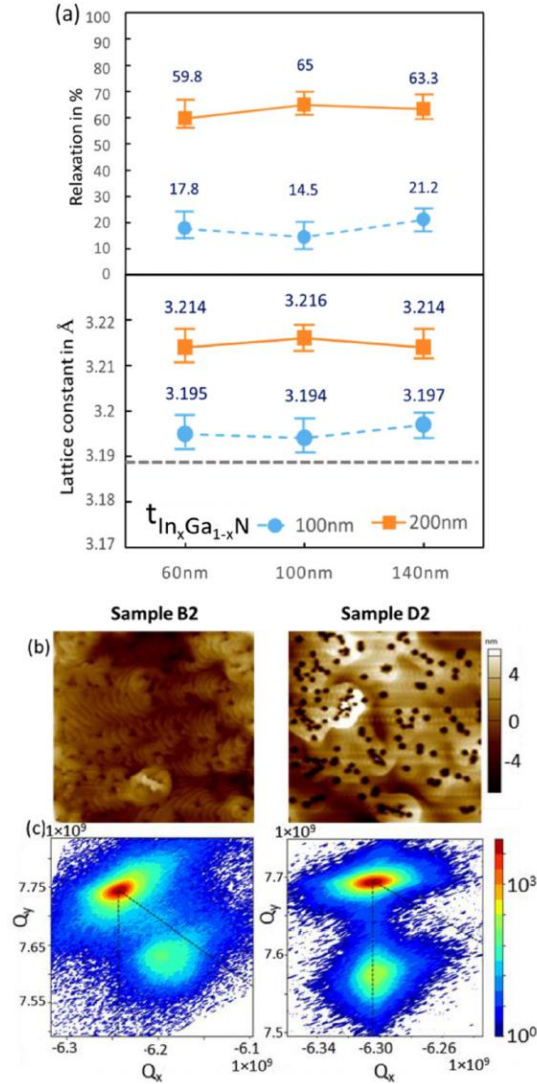 (a)
100
90
80
70
60
50
40
30
20
10
0
Relaxation in %
59.8 65 63.3
17.8 14.5 21.2
3.22
3.21
3.2
3.19
3.18
3.17
Lattice constant in Å
3.214 3.216 3.214
3.195 3.194 3.197
tInxGa1-xN 100nm 200nm
60nm 100nm 140nm
Sample B2 Sample D2
(b)
nm
4
0
-4
(c) 1×10⁹ 1×10⁹
7.75
7.65
7.55
Qy
-6.3 -6.2 -6.1
Qx 1×10⁹
7.7
7.6
7.5
Qy
-6.34 -6.30 -6.26
Qx 1×10⁹
10³
10⁰